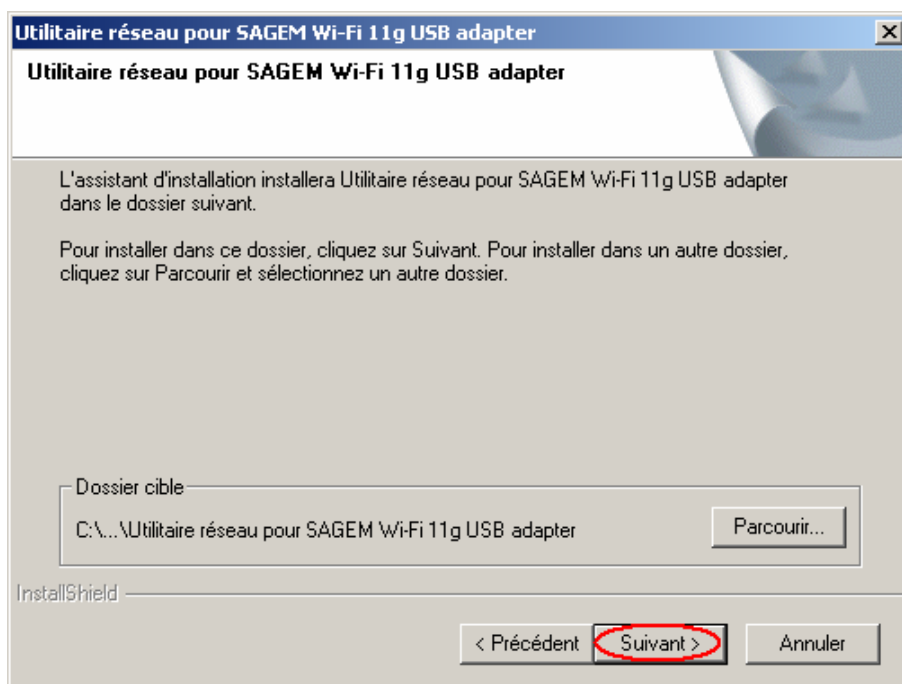 Utilitaire réseau pour SAGEM Wi-Fi 11g USB adapter
Utilitaire réseau pour SAGEM Wi-Fi 11g USB adapter
L'assistant d'installation installera Utilitaire réseau pour SAGEM Wi-Fi 11g USB adapter
dans le dossier suivant.
Pour installer dans ce dossier, cliquez sur Suivant. Pour installer dans un autre dossier,
cliquez sur Parcourir et sélectionnez un autre dossier.
Dossier cible
C:\...\Utilitaire réseau pour SAGEM Wi-Fi 11g USB adapter
Parcourir...
InstallShield
< Précédent
Suivant >
Annuler